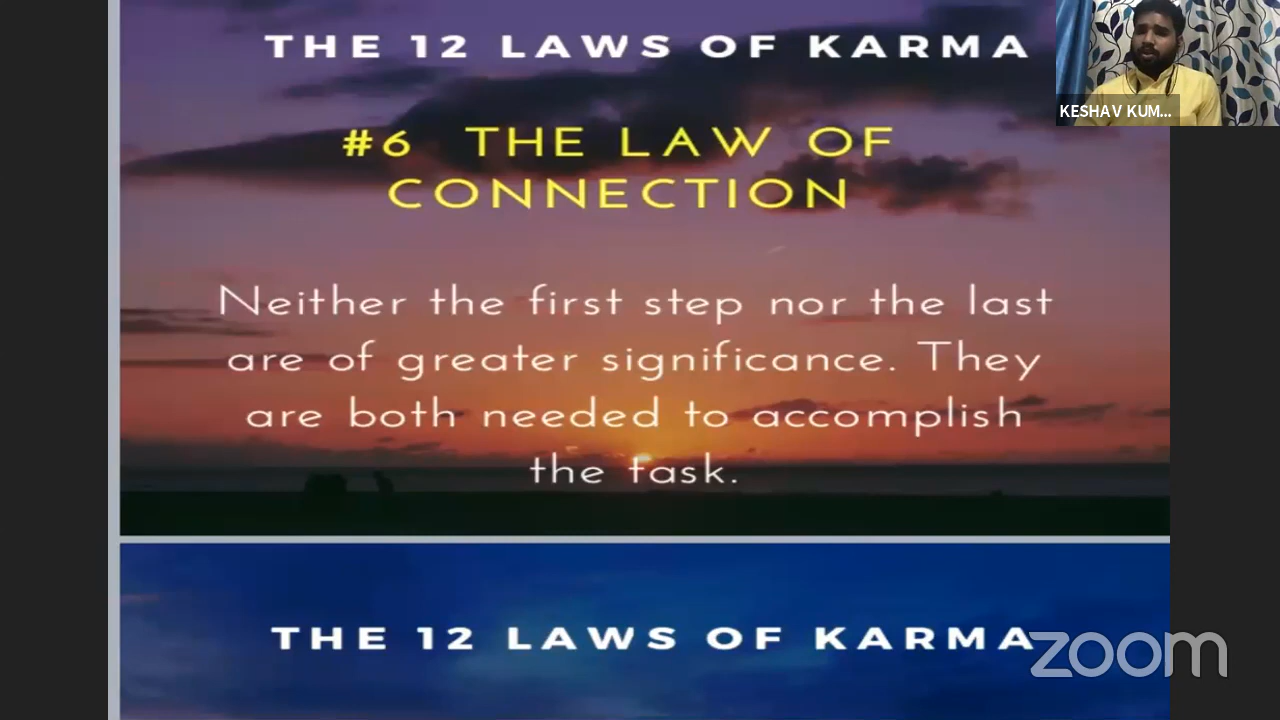 THE 12 LAWS OF KARMA
KESHAV KUM...
#6 THE LAW OF
CONNECTION
Neither the first step nor the last
are of greater significance. They
are both needed to accomplish
the task.
THE 12 LAWS OF KARMA
zoom